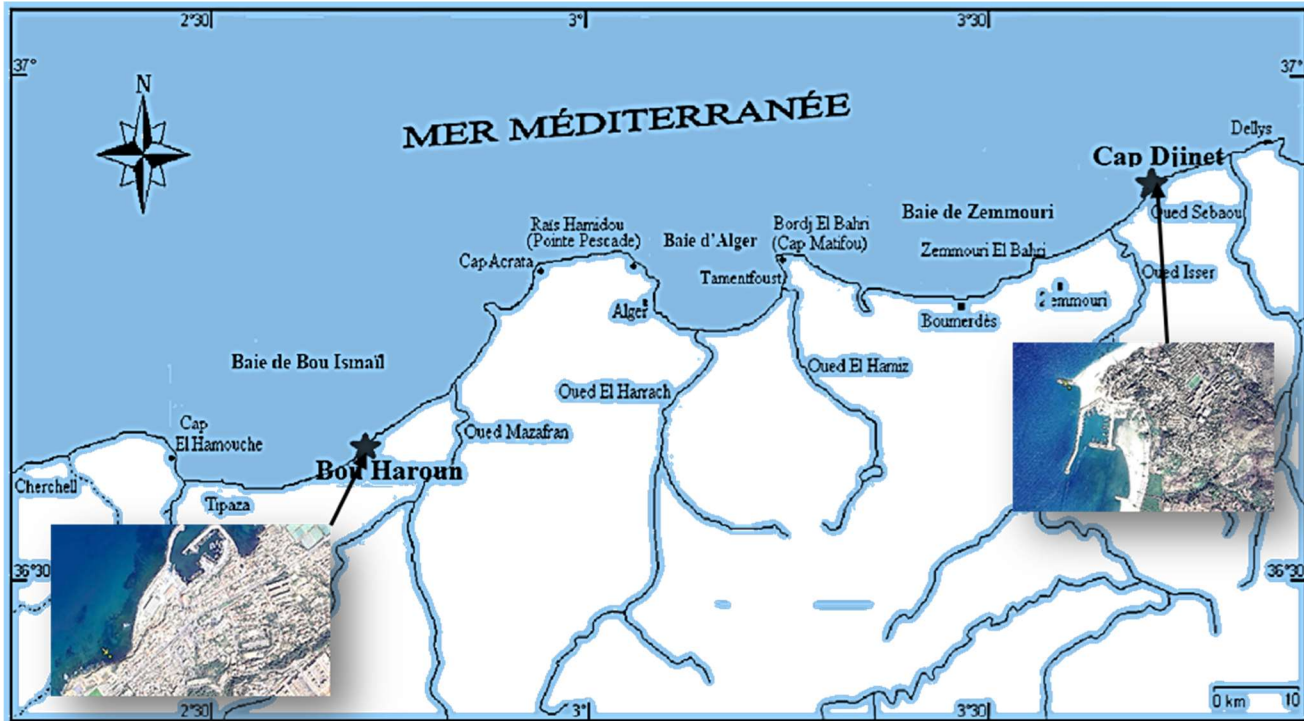 2°30
3°
3°30
37°
37°
N
MER MÉDITERRANÉE
Dellys
Cap Djinet
Oued Sebaou
Baie de Zemmouri
Raïs Hamidou
(Pointe Pescade)
Baie d'Alger
Bordj El Bahri
(Cap Matifou)
Zemmouri El Bahri
Cap Acrata
Tamentfoust
Oued Isser
Zemmouri
Alger
Boumerdès
Baie de Bou Ismaïl
Oued El Hamiz
Oued El Harrach
Cap
El Hamouche
Oued Mazafran
Bou Haroun
Cherchell
Tipaza
36°30
36°30
0 km 10
2°30
3°
3°30